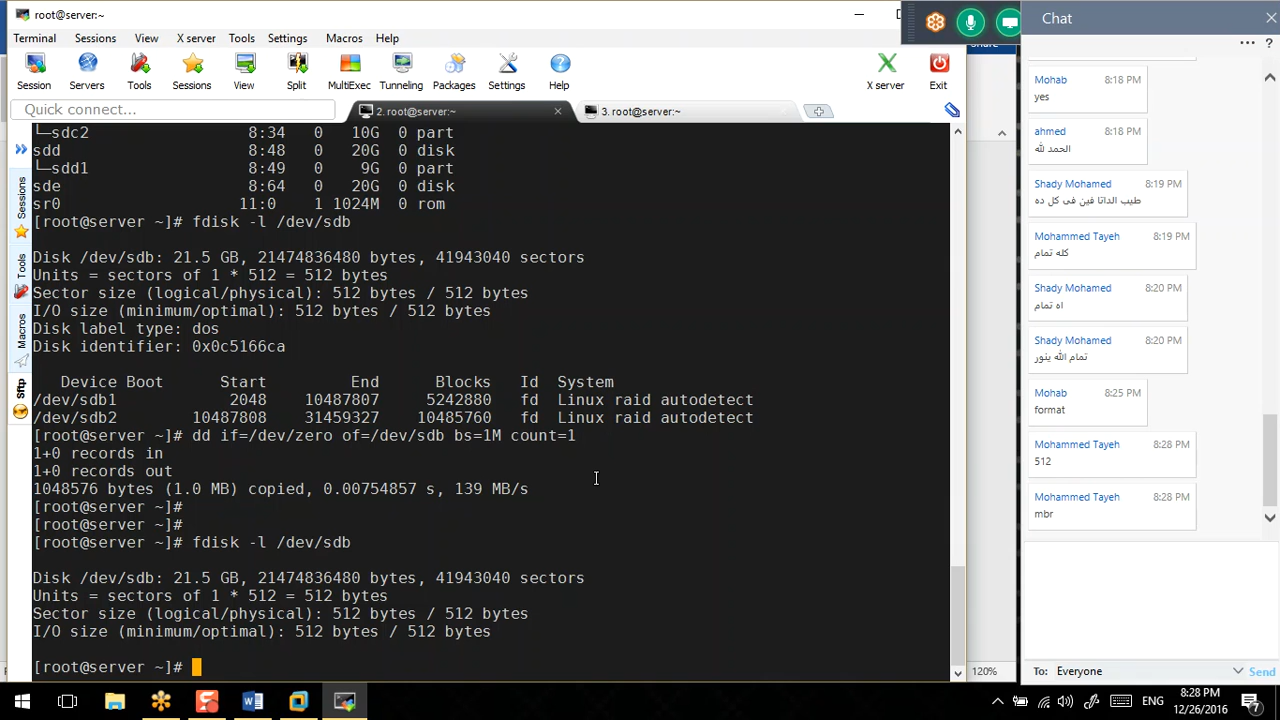 root@server:~
Terminal Sessions View X server Tools Settings Macros Help
Session Servers Tools Sessions View Split MultiExec Tunneling Packages Settings Help X server Exit
Quick connect...
2. root@server:~
3. root@server:~
Sessions
Tools
Macros
Sftp
└─sdc2 8:34 0 10G 0 part
sdd 8:48 0 20G 0 disk
└─sdd1 8:49 0 9G 0 part
sde 8:64 0 20G 0 disk
sr0 11:0 1 1024M 0 rom
[root@server ~]# fdisk -l /dev/sdb
Disk /dev/sdb: 21.5 GB, 21474836480 bytes, 41943040 sectors
Units = sectors of 1 * 512 = 512 bytes
Sector size (logical/physical): 512 bytes / 512 bytes
I/O size (minimum/optimal): 512 bytes / 512 bytes
Disk label type: dos
Disk identifier: 0x0c5166ca
Device Boot Start End Blocks Id System
/dev/sdb1 2048 10487807 5242880 fd Linux raid autodetect
/dev/sdb2 10487808 31459327 10485760 fd Linux raid autodetect
[root@server ~]# dd if=/dev/zero of=/dev/sdb bs=1M count=1
1+0 records in
1+0 records out
1048576 bytes (1.0 MB) copied, 0.00754857 s, 139 MB/s
[root@server ~]#
[root@server ~]#
[root@server ~]# fdisk -l /dev/sdb
Disk /dev/sdb: 21.5 GB, 21474836480 bytes, 41943040 sectors
Units = sectors of 1 * 512 = 512 bytes
Sector size (logical/physical): 512 bytes / 512 bytes
I/O size (minimum/optimal): 512 bytes / 512 bytes
[root@server ~]#
120%
Chat
Mohab 8:18 PM
yes
ahmed 8:18 PM
الحمد لله
Shady Mohamed 8:19 PM
طيب الداتا فين فى كل ده
Mohammed Tayeh 8:19 PM
كله تمام
Shady Mohamed 8:20 PM
اه تمام
Shady Mohamed 8:20 PM
تمام الله ينور
Mohab 8:25 PM
format
Mohammed Tayeh 8:28 PM
512
Mohammed Tayeh 8:28 PM
mbr
To: Everyone Send
ENG
8:28 PM
12/26/2016
7